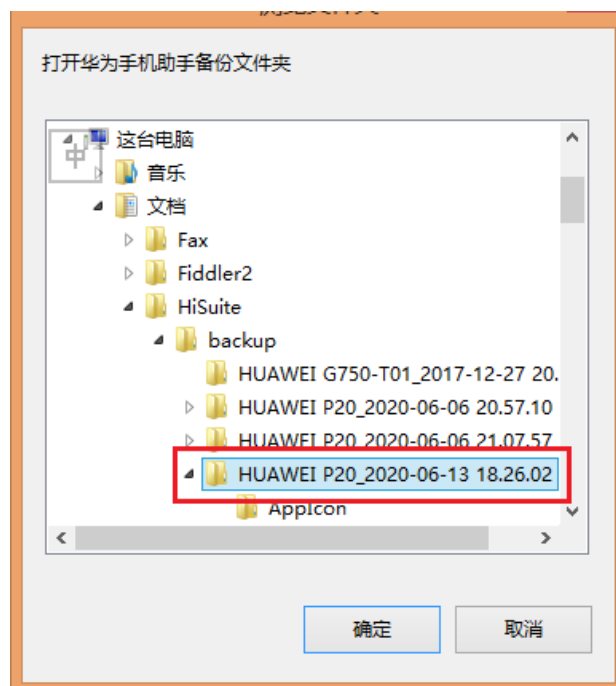 打开华为手机助手备份文件夹
这台电脑
中
音乐
文档
Fax
Fiddler2
HiSuite
backup
HUAWEI G750-T01_2017-12-27 20.
HUAWEI P20_2020-06-06 20.57.10
HUAWEI P20_2020-06-06 21.07.57
HUAWEI P20_2020-06-13 18.26.02
AppIcon
确定
取消